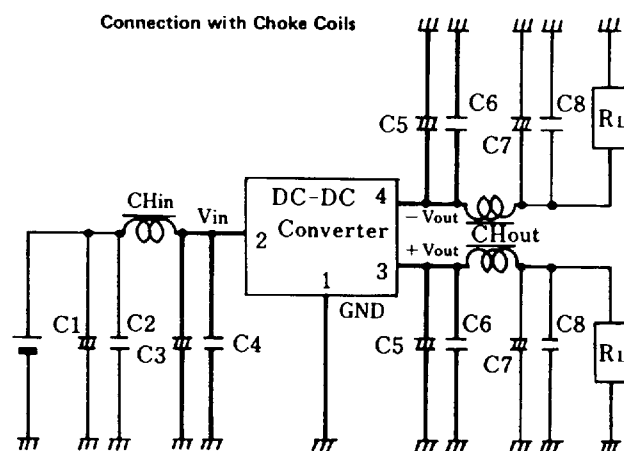 Connection with Choke Coils
C5
C6
C7
C8
RL
CHin
Vin
DC-DC
Converter
4
2
3
1
GND
−Vout
CHout
+Vout
C1
C2
C3
C4
C5
C6
C7
C8
RL